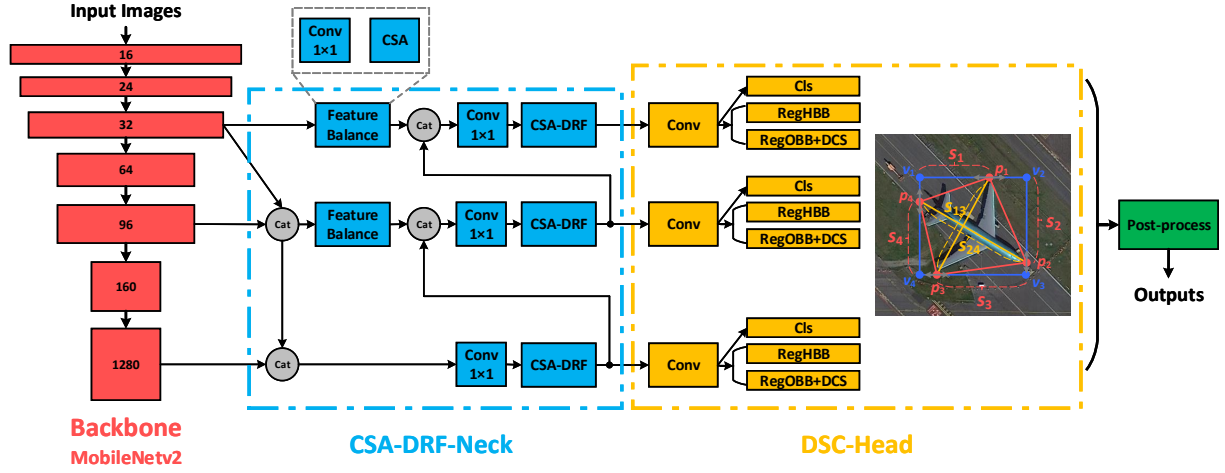 Input Images
16
24
32
64
96
160
1280
Backbone
MobileNetv2
Conv
1×1
CSA
Feature
Balance
Cat
Conv
1×1
CSA-DRF
Cat
Feature
Balance
Cat
Conv
1×1
CSA-DRF
Cat
Conv
1×1
CSA-DRF
CSA-DRF-Neck
Conv
Cls
RegHBB
RegOBB+DCS
Conv
Cls
RegHBB
RegOBB+DCS
Conv
Cls
RegHBB
RegOBB+DCS
S1
v1
p1
v2
p4
S13
S4
S2
S24
p2
v4
p3
v3
S3
DSC-Head
Post-process
Outputs